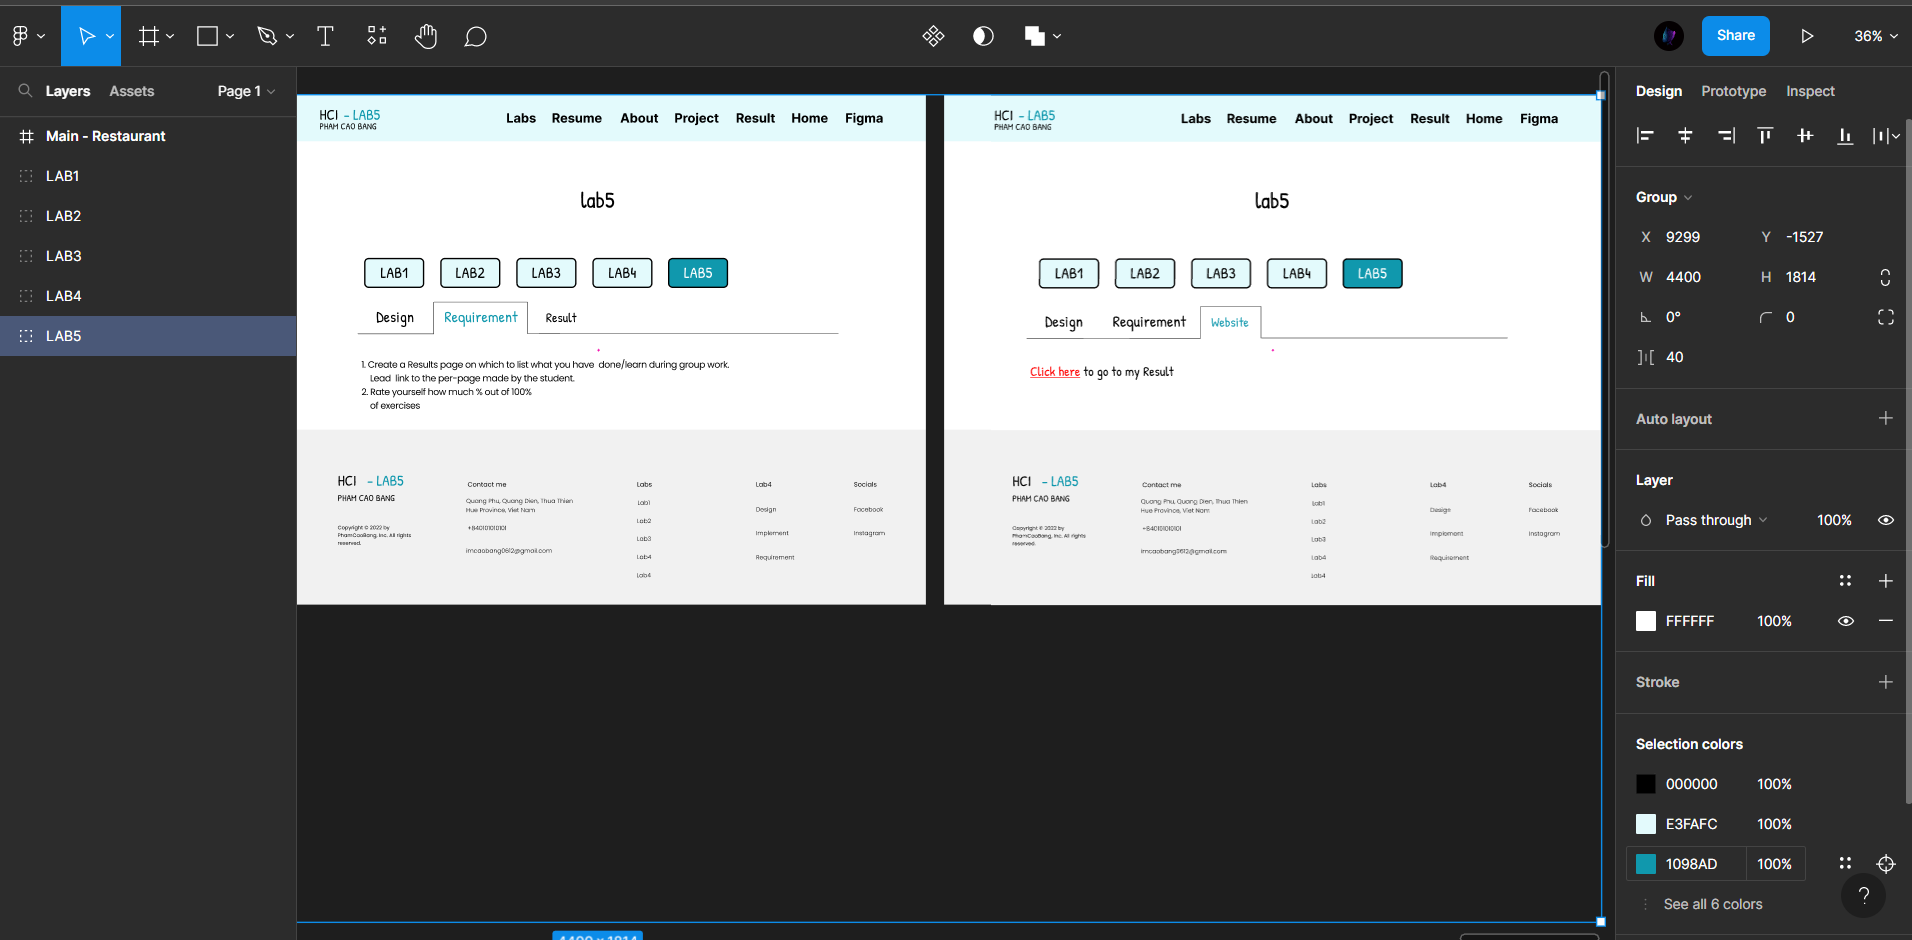 Share
36%
Layers
Assets
Page 1
Main - Restaurant
LAB1
LAB2
LAB3
LAB4
LAB5
HCI - LAB5
PHAM CAO BANG
Labs Resume About Project Result Home Figma
lab5
LAB1 LAB2 LAB3 LAB4 LAB5
Design Requirement Result
1. Create a Results page on which to list what you have done/learn during group work.
Lead link to the per-page made by the student.
2. Rate yourself how much % out of 100%
of exercises
HCI - LAB5
PHAM CAO BANG
Copyright © 2022 by
PhamCaoBang, Inc. All rights
reserved.
Contact me
Quang Phu, Quang Dien, Thua Thien
Hue Province, Viet Nam
+840101010101
imcaobang0612@gmail.com
Labs
Lab1
Lab2
Lab3
Lab4
Lab4
Lab4
Design
Implement
Requirement
Socials
Facebook
Instagram
HCI - LAB5
PHAM CAO BANG
Labs Resume About Project Result Home Figma
lab5
LAB1 LAB2 LAB3 LAB4 LAB5
Design Requirement Website
Click here to go to my Result
HCI - LAB5
PHAM CAO BANG
Copyright © 2022 by
PhamCaoBang, Inc. All rights
reserved.
Contact me
Quang Phu, Quang Dien, Thua Thien
Hue Province, Viet Nam
+840101010101
imcaobang0612@gmail.com
Labs
Lab1
Lab2
Lab3
Lab4
Lab4
Lab4
Design
Implement
Requirement
Socials
Facebook
Instagram
4400 x 1814
Design Prototype Inspect
Group
X 9299 Y -1527
W 4400 H 1814
0° 0
40
Auto layout
Layer
Pass through 100%
Fill
FFFFFF 100%
Stroke
Selection colors
000000 100%
E3FAFC 100%
1098AD 100%
See all 6 colors
?